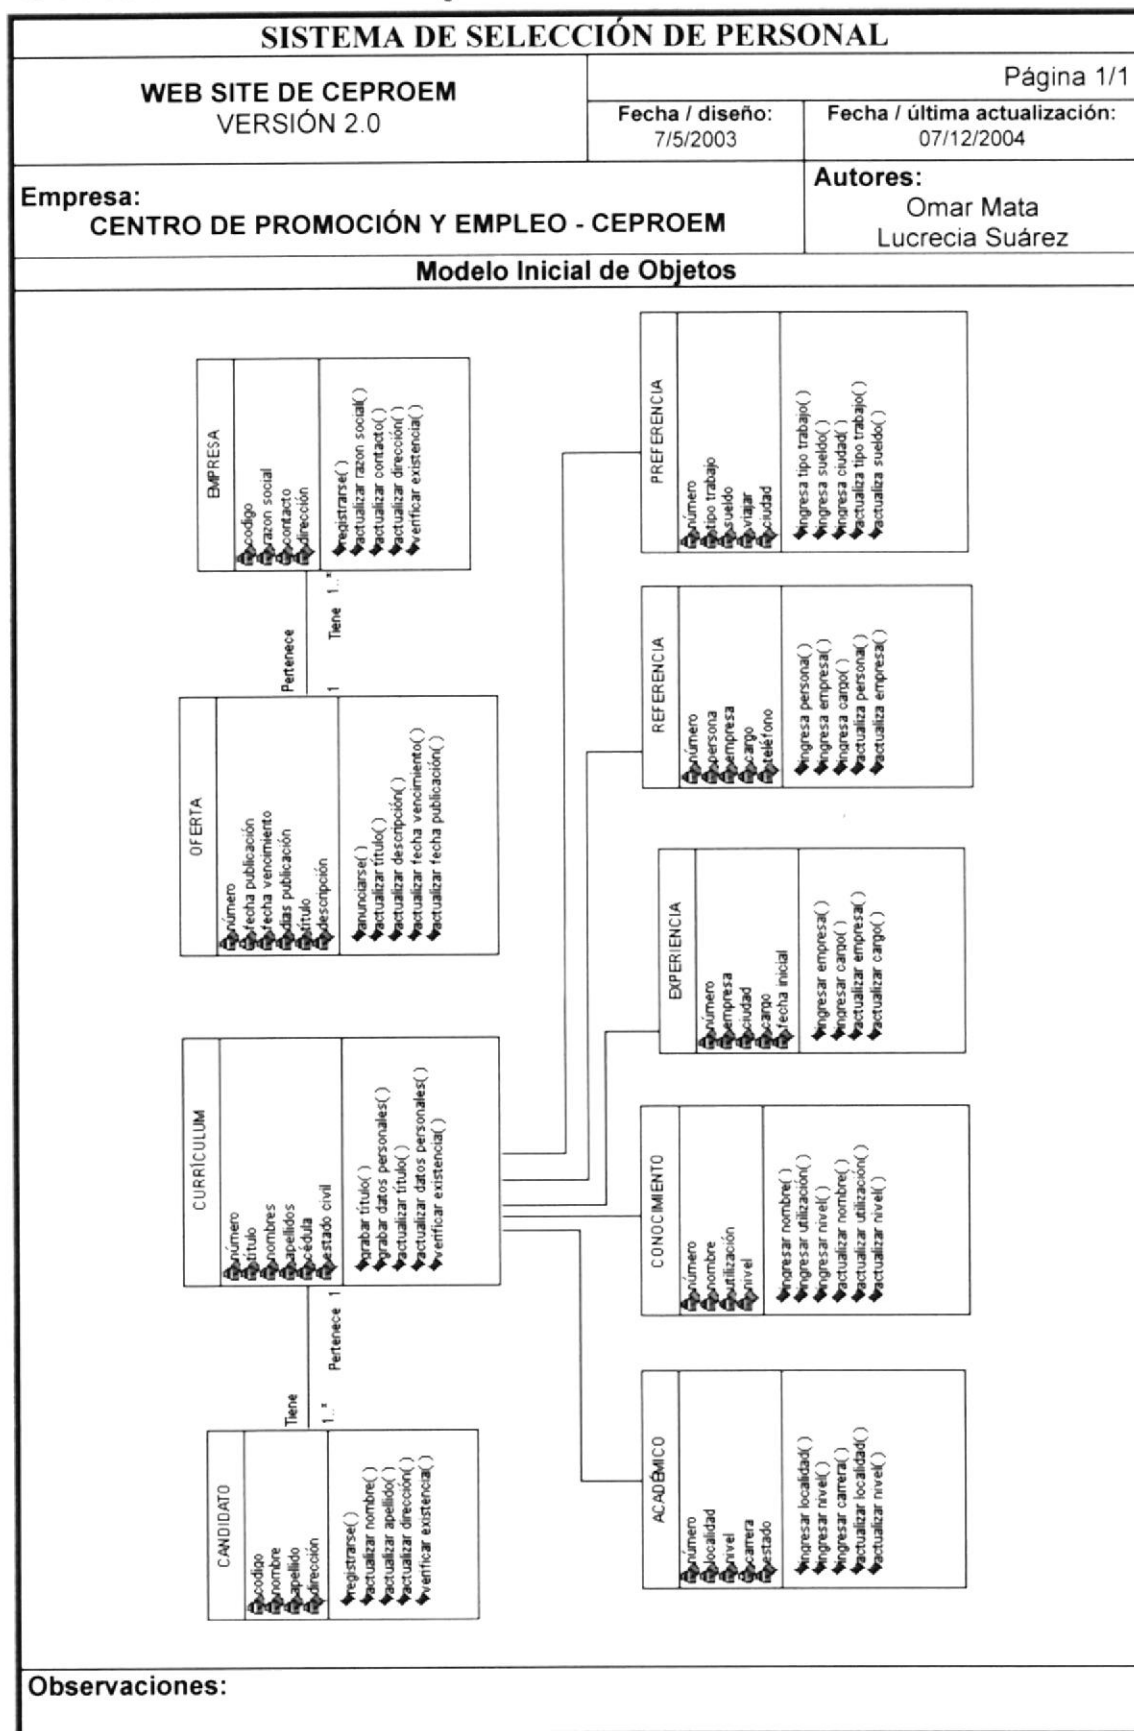 SISTEMA DE SELECCIÓN DE PERSONAL
WEB SITE DE CEPROEM
VERSIÓN 2.0
Página 1/1
Fecha / diseño:
7/5/2003
Fecha / última actualización:
07/12/2004
Empresa:
CENTRO DE PROMOCIÓN Y EMPLEO - CEPROEM
Autores:
Omar Mata
Lucrecia Suárez
Modelo Inicial de Objetos
CANDIDATO
codigo
nombre
apellido
dirección
registrarse( )
actualizar nombre( )
actualizar apellido( )
actualizar dirección( )
verificar existencia( )
Tiene
1..*
Pertenece 1
CURRÍCULUM
número
título
nombres
apellidos
cédula
estado civil
grabar título( )
grabar datos personales( )
actualizar título( )
actualizar datos personales( )
verificar existencia( )
OFERTA
número
fecha publicación
fecha vencimiento
dias publicación
título
descripción
anunciarse( )
actualizar título( )
actualizar descripción( )
actualizar fecha vencimiento( )
actualizar fecha publicación( )
Pertenece
1
Tiene 1..*
EMPRESA
codigo
razon social
contacto
dirección
registrarse( )
actualizar razon social( )
actualizar contacto( )
actualizar dirección( )
verificar existencia( )
ACADÉMICO
número
localidad
nivel
carrera
estado
ingresar localidad( )
ingresar nivel( )
ingresar carrera( )
actualizar localidad( )
actualizar nivel( )
CONOCIMIENTO
número
nombre
utilización
nivel
ingresar nombre( )
ingresar utilización( )
ingresar nivel( )
actualizar nombre( )
actualizar utilización( )
actualizar nivel( )
EXPERIENCIA
número
empresa
ciudad
cargo
fecha inicial
ingresar empresa( )
ingresar cargo( )
actualizar empresa( )
actualizar cargo( )
REFERENCIA
número
persona
empresa
cargo
teléfono
ingresa persona( )
ingresa empresa( )
ingresa cargo( )
actualiza persona( )
actualiza empresa( )
PREFERENCIA
número
tipo trabajo
sueldo
viajar
ciudad
ingresa tipo trabajo( )
ingresa sueldo( )
ingresa ciudad( )
actualiza tipo trabajo( )
actualiza sueldo( )
Observaciones: